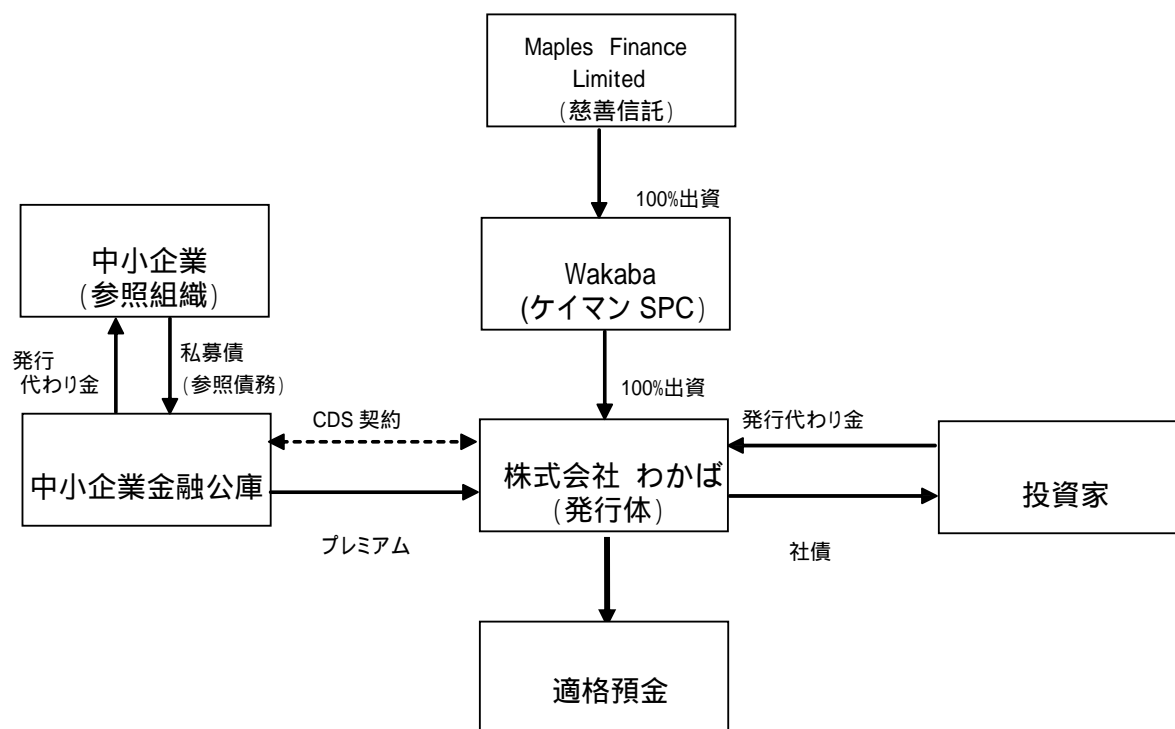 Maples Finance
Limited
(慈善信託)
100%出資
中小企業
(参照組織)
Wakaba
(ケイマン SPC)
発行
代わり金
私募債
(参照債務)
100%出資
CDS 契約
発行代わり金
中小企業金融公庫
株式会社 わかば
(発行体)
投資家
プレミアム
社債
適格預金